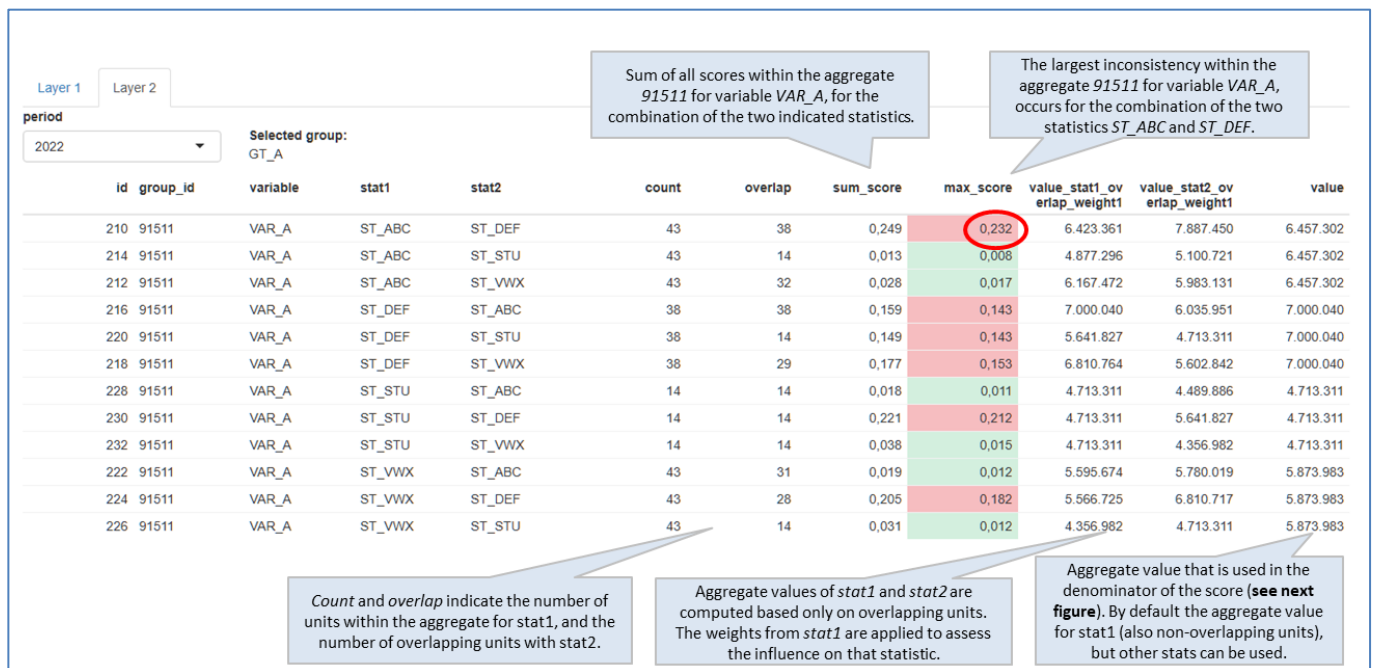 Sum of all scores within the aggregate
91511 for variable VAR_A, for the
combination of the two indicated statistics.
The largest inconsistency within the
aggregate 91511 for variable VAR_A,
occurs for the combination of the two
statistics ST_ABC and ST_DEF.
Layer 1 Layer 2
period
2022
Selected group:
GT_A
id group_id variable stat1 stat2 count overlap sum_score max_score value_stat1_ov value_stat2_ov value
erlap_weight1 erlap_weight1
210 91511 VAR_A ST_ABC ST_DEF 43 38 0,249 0,232 6.423.361 7.887.450 6.457.302
214 91511 VAR_A ST_ABC ST_STU 43 14 0,013 0,008 4.877.296 5.100.721 6.457.302
212 91511 VAR_A ST_ABC ST_VWX 43 32 0,028 0,017 6.167.472 5.983.131 6.457.302
216 91511 VAR_A ST_DEF ST_ABC 38 38 0,159 0,143 7.000.040 6.035.951 7.000.040
220 91511 VAR_A ST_DEF ST_STU 38 14 0,149 0,143 5.641.827 4.713.311 7.000.040
218 91511 VAR_A ST_DEF ST_VWX 38 29 0,177 0,153 6.810.764 5.602.842 7.000.040
228 91511 VAR_A ST_STU ST_ABC 14 14 0,018 0,011 4.713.311 4.489.886 4.713.311
230 91511 VAR_A ST_STU ST_DEF 14 14 0,221 0,212 4.713.311 5.641.827 4.713.311
232 91511 VAR_A ST_STU ST_VWX 14 14 0,038 0,015 4.713.311 4.356.982 4.713.311
222 91511 VAR_A ST_VWX ST_ABC 43 31 0,019 0,012 5.595.674 5.780.019 5.873.983
224 91511 VAR_A ST_VWX ST_DEF 43 28 0,205 0,182 5.566.725 6.810.717 5.873.983
226 91511 VAR_A ST_VWX ST_STU 43 14 0,031 0,012 4.356.982 4.713.311 5.873.983
Count and overlap indicate the number of
units within the aggregate for stat1, and the
number of overlapping units with stat2.
Aggregate values of stat1 and stat2 are
computed based only on overlapping units.
The weights from stat1 are applied to assess
the influence on that statistic.
Aggregate value that is used in the
denominator of the score (see next
figure). By default the aggregate value
for stat1 (also non-overlapping units),
but other stats can be used.